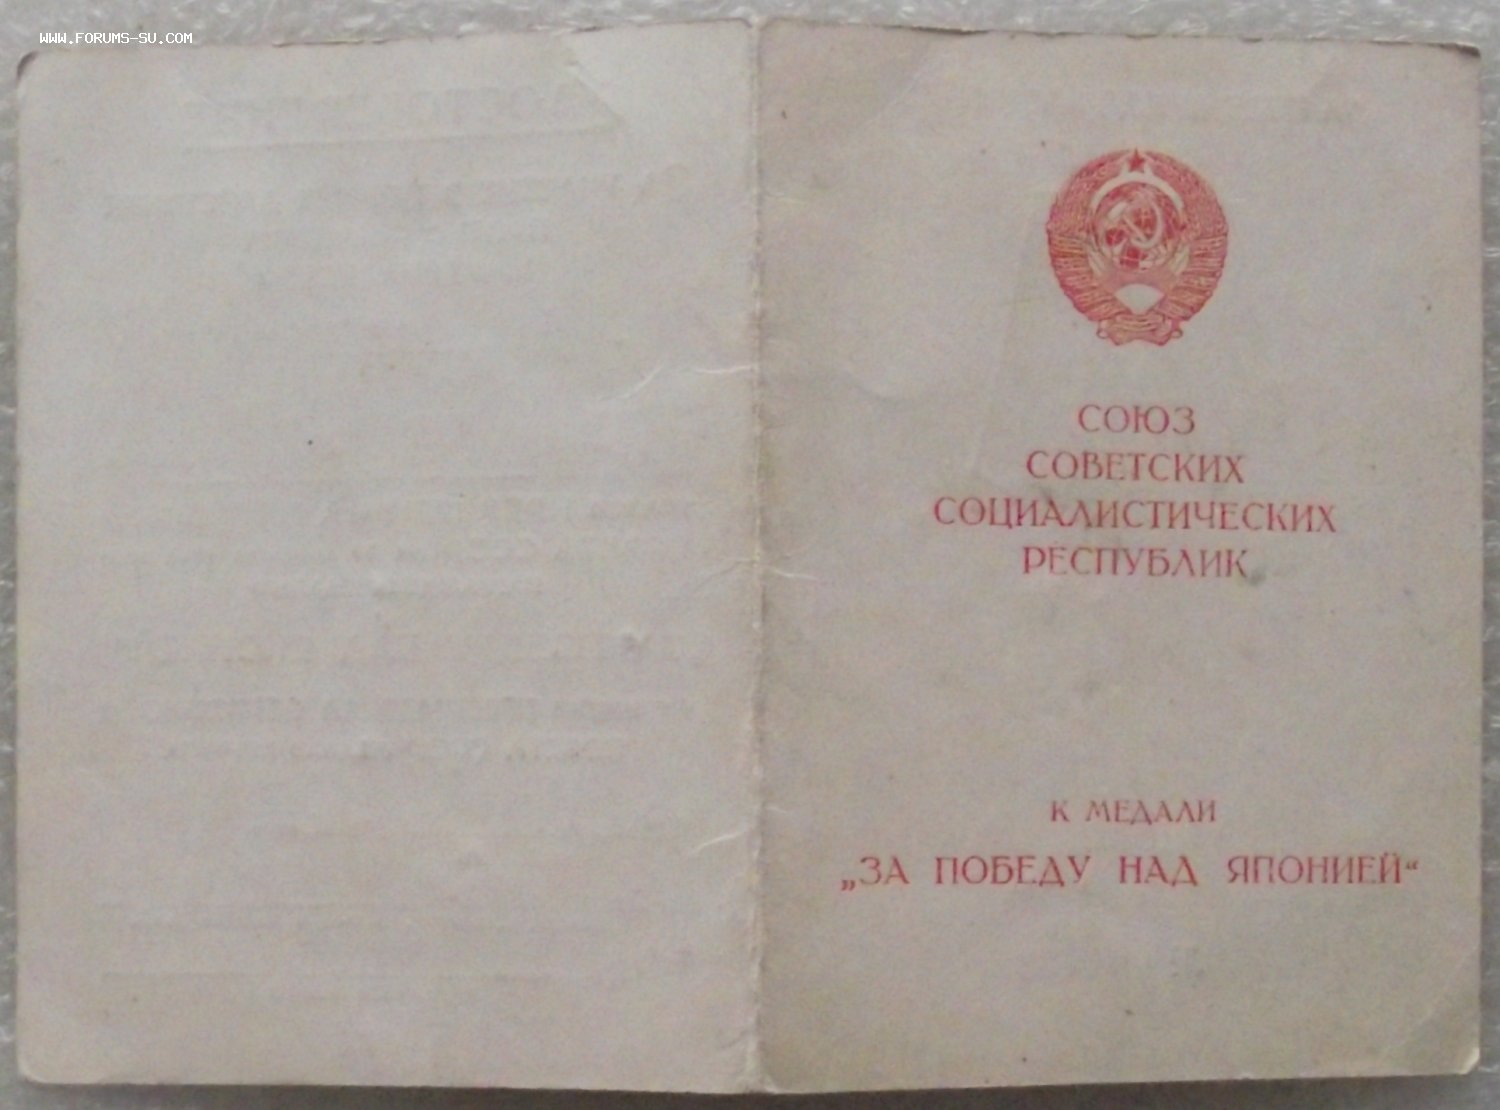 WWW.FORUMS-SU.COM
СОЮЗ
СОВЕТСКИХ
СОЦИАЛИСТИЧЕСКИХ
РЕСПУБЛИК
К МЕДАЛИ
„ЗА ПОБЕДУ НАД ЯПОНИЕЙ“